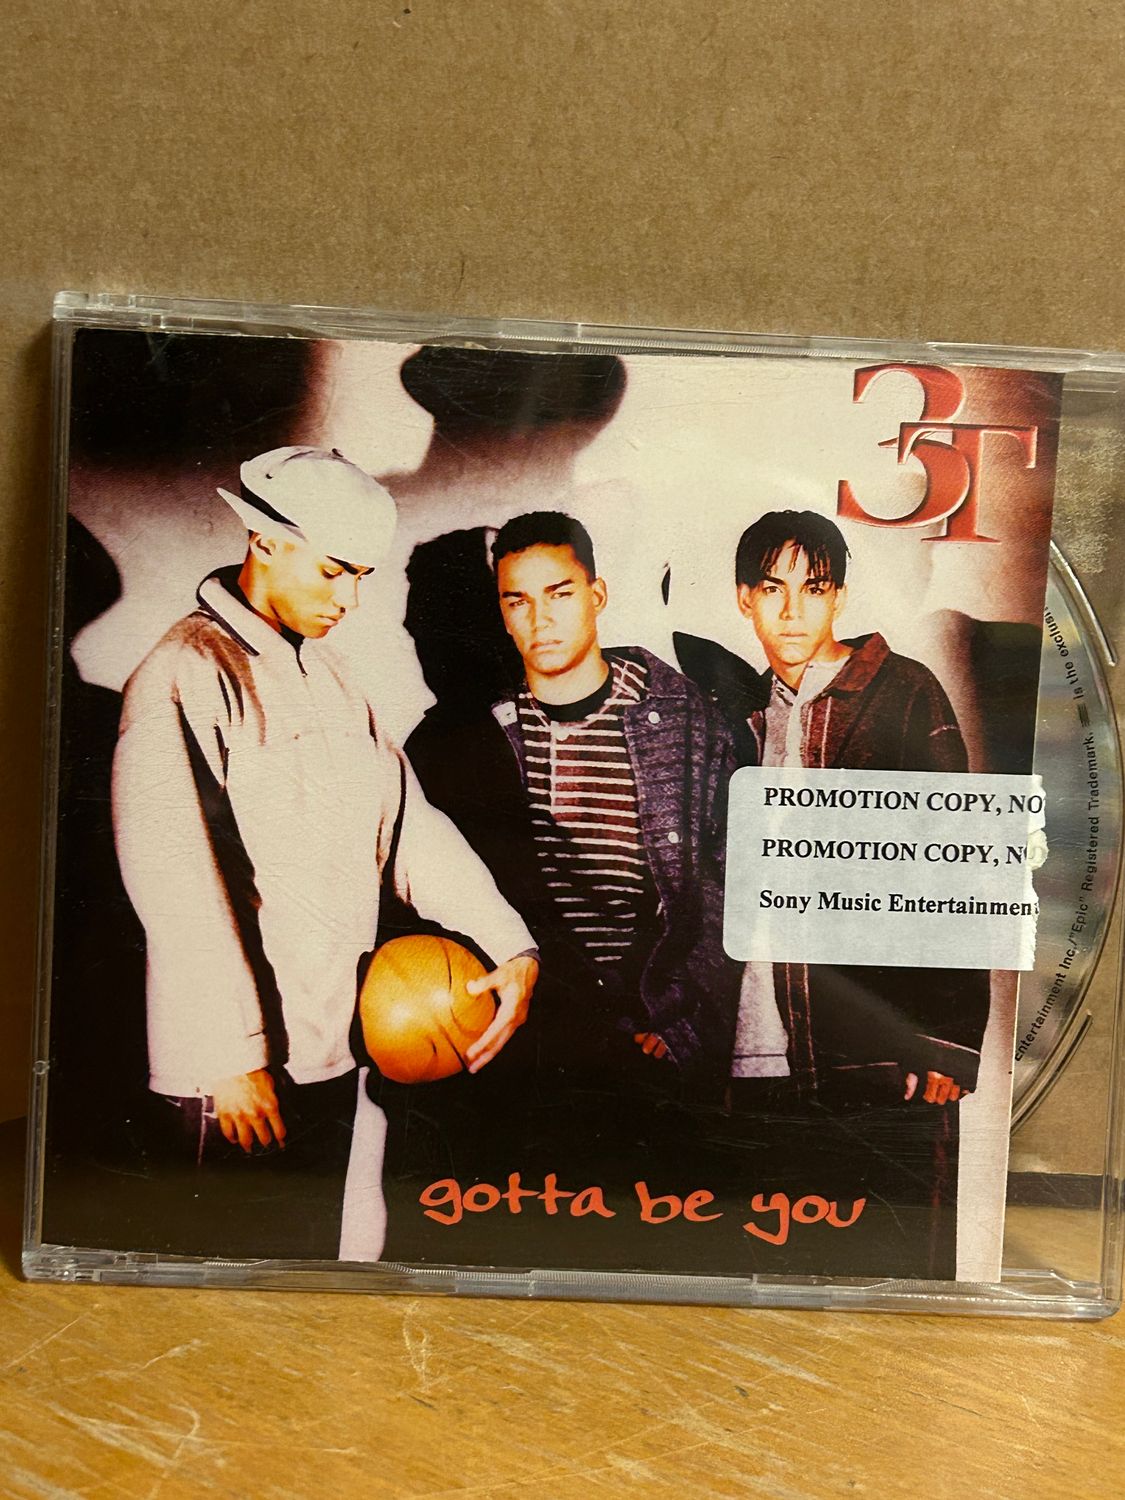 3T
PROMOTION COPY, NO
PROMOTION COPY, NO
Sony Music Entertainment
gotta be you
Entertainment Inc./"Epic" Registered Trademark. is the exclusi